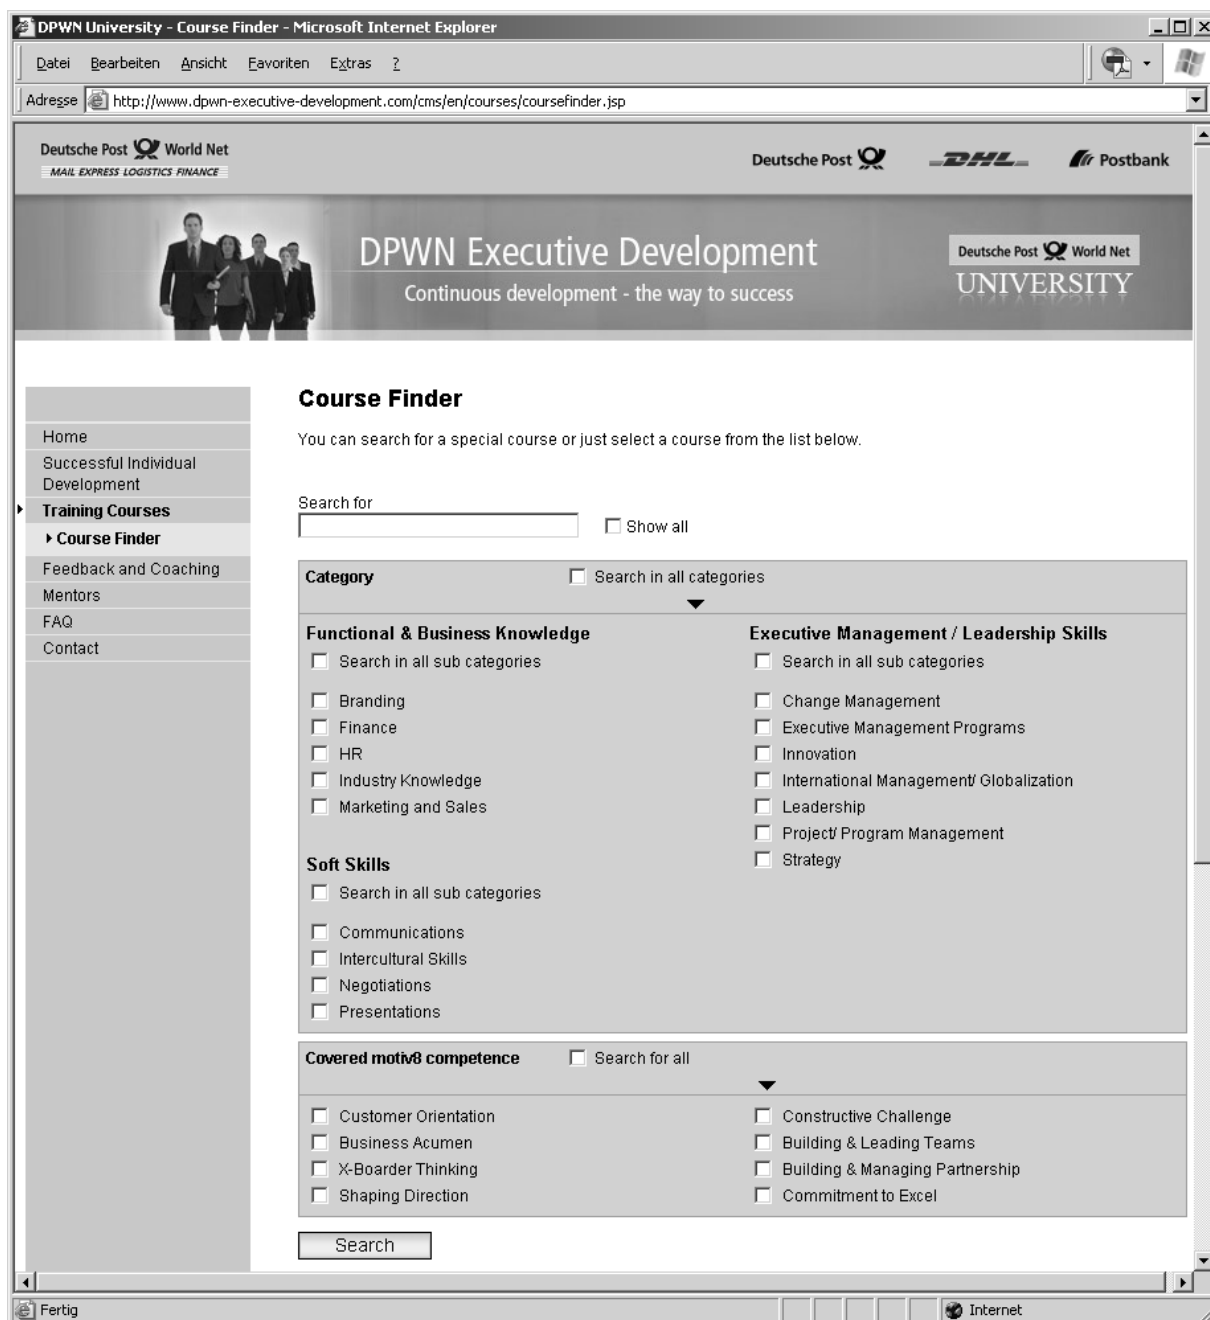 DPWN University - Course Finder - Microsoft Internet Explorer
Datei Bearbeiten Ansicht Favoriten Extras ?
Adresse http://www.dpwn-executive-development.com/cms/en/courses/coursefinder.jsp
Deutsche Post World Net
MAIL EXPRESS LOGISTICS FINANCE
Deutsche Post DHL Postbank
DPWN Executive Development
Continuous development - the way to success
Deutsche Post World Net
UNIVERSITY
Home
Successful Individual
Development
Training Courses
Course Finder
Feedback and Coaching
Mentors
FAQ
Contact
Course Finder
You can search for a special course or just select a course from the list below.
Search for
Show all
Category Search in all categories
Functional & Business Knowledge
Search in all sub categories
Branding
Finance
HR
Industry Knowledge
Marketing and Sales
Soft Skills
Search in all sub categories
Communications
Intercultural Skills
Negotiations
Presentations
Executive Management / Leadership Skills
Search in all sub categories
Change Management
Executive Management Programs
Innovation
International Management/ Globalization
Leadership
Project/ Program Management
Strategy
Covered motiv8 competence Search for all
Customer Orientation
Business Acumen
X-Boarder Thinking
Shaping Direction
Constructive Challenge
Building & Leading Teams
Building & Managing Partnership
Commitment to Excel
Search
Fertig Internet